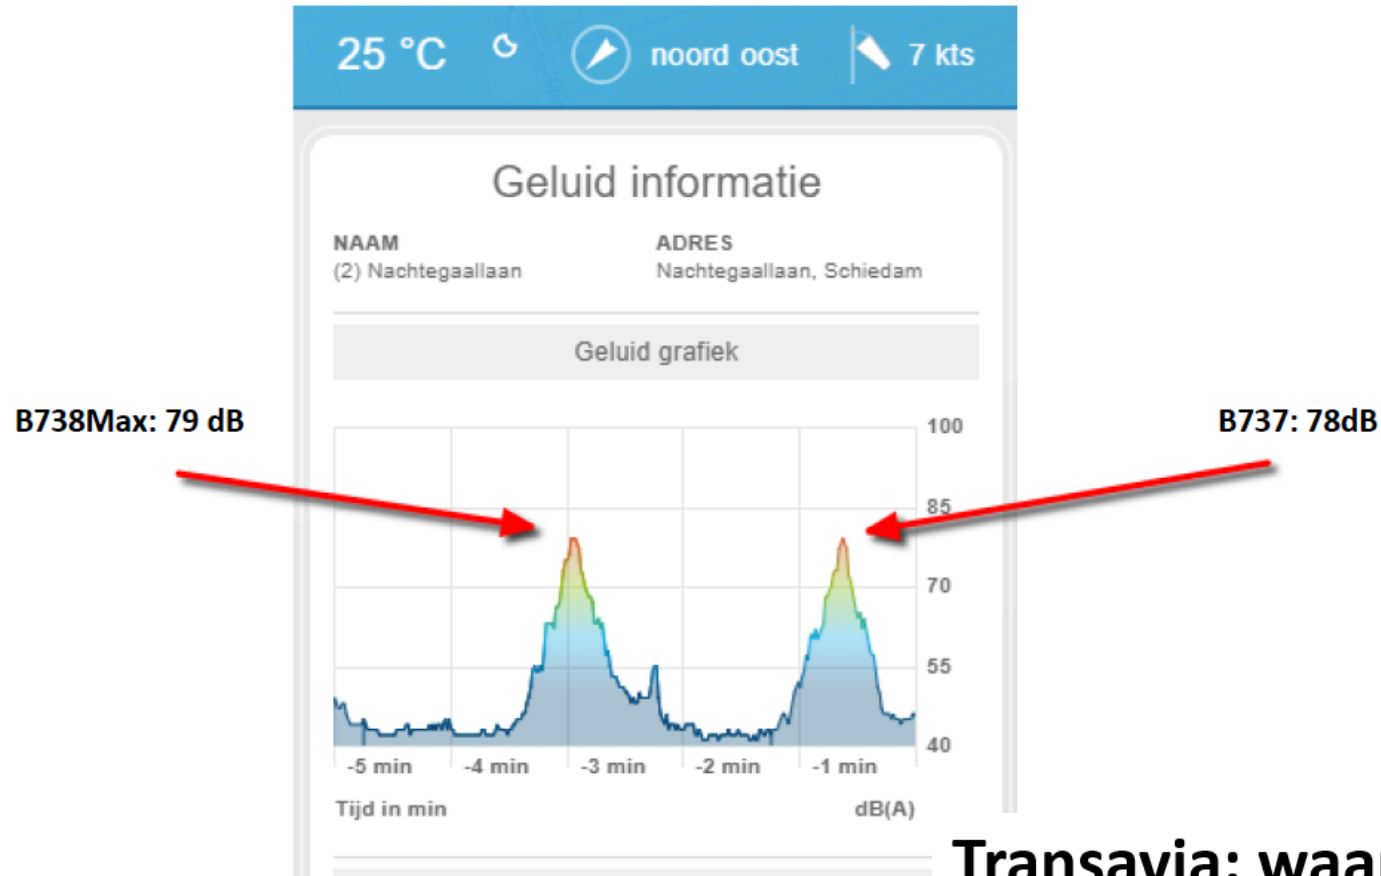 25 °C noord oost 7 kts
Geluid informatie
NAAM ADRES
(2) Nachtegaallaan Nachtegaallaan, Schiedam
Geluid grafiek
B738Max: 79 dB
B737: 78dB
100
85
70
55
40
-5 min -4 min -3 min -2 min -1 min
Tijd in min dB(A)
Transavia: